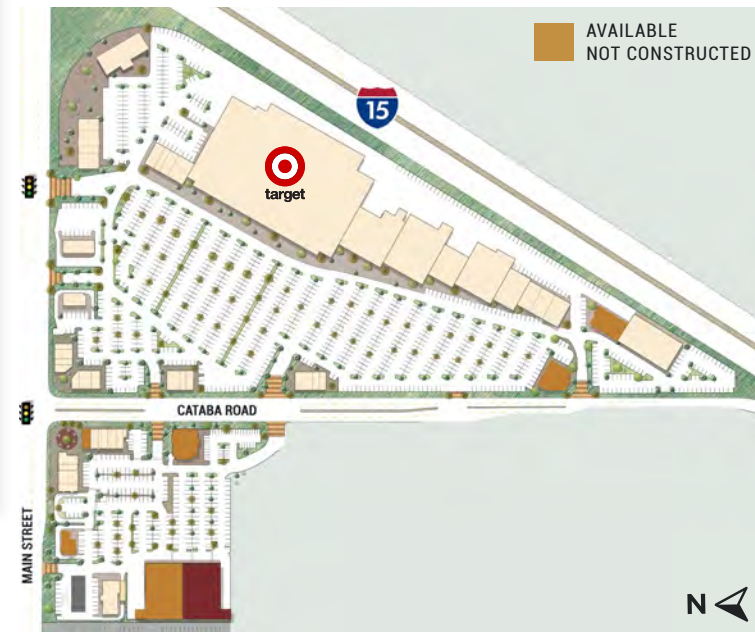 AVAILABLE
NOT CONSTRUCTED
15
target
CATABA ROAD
MAIN STREET
N